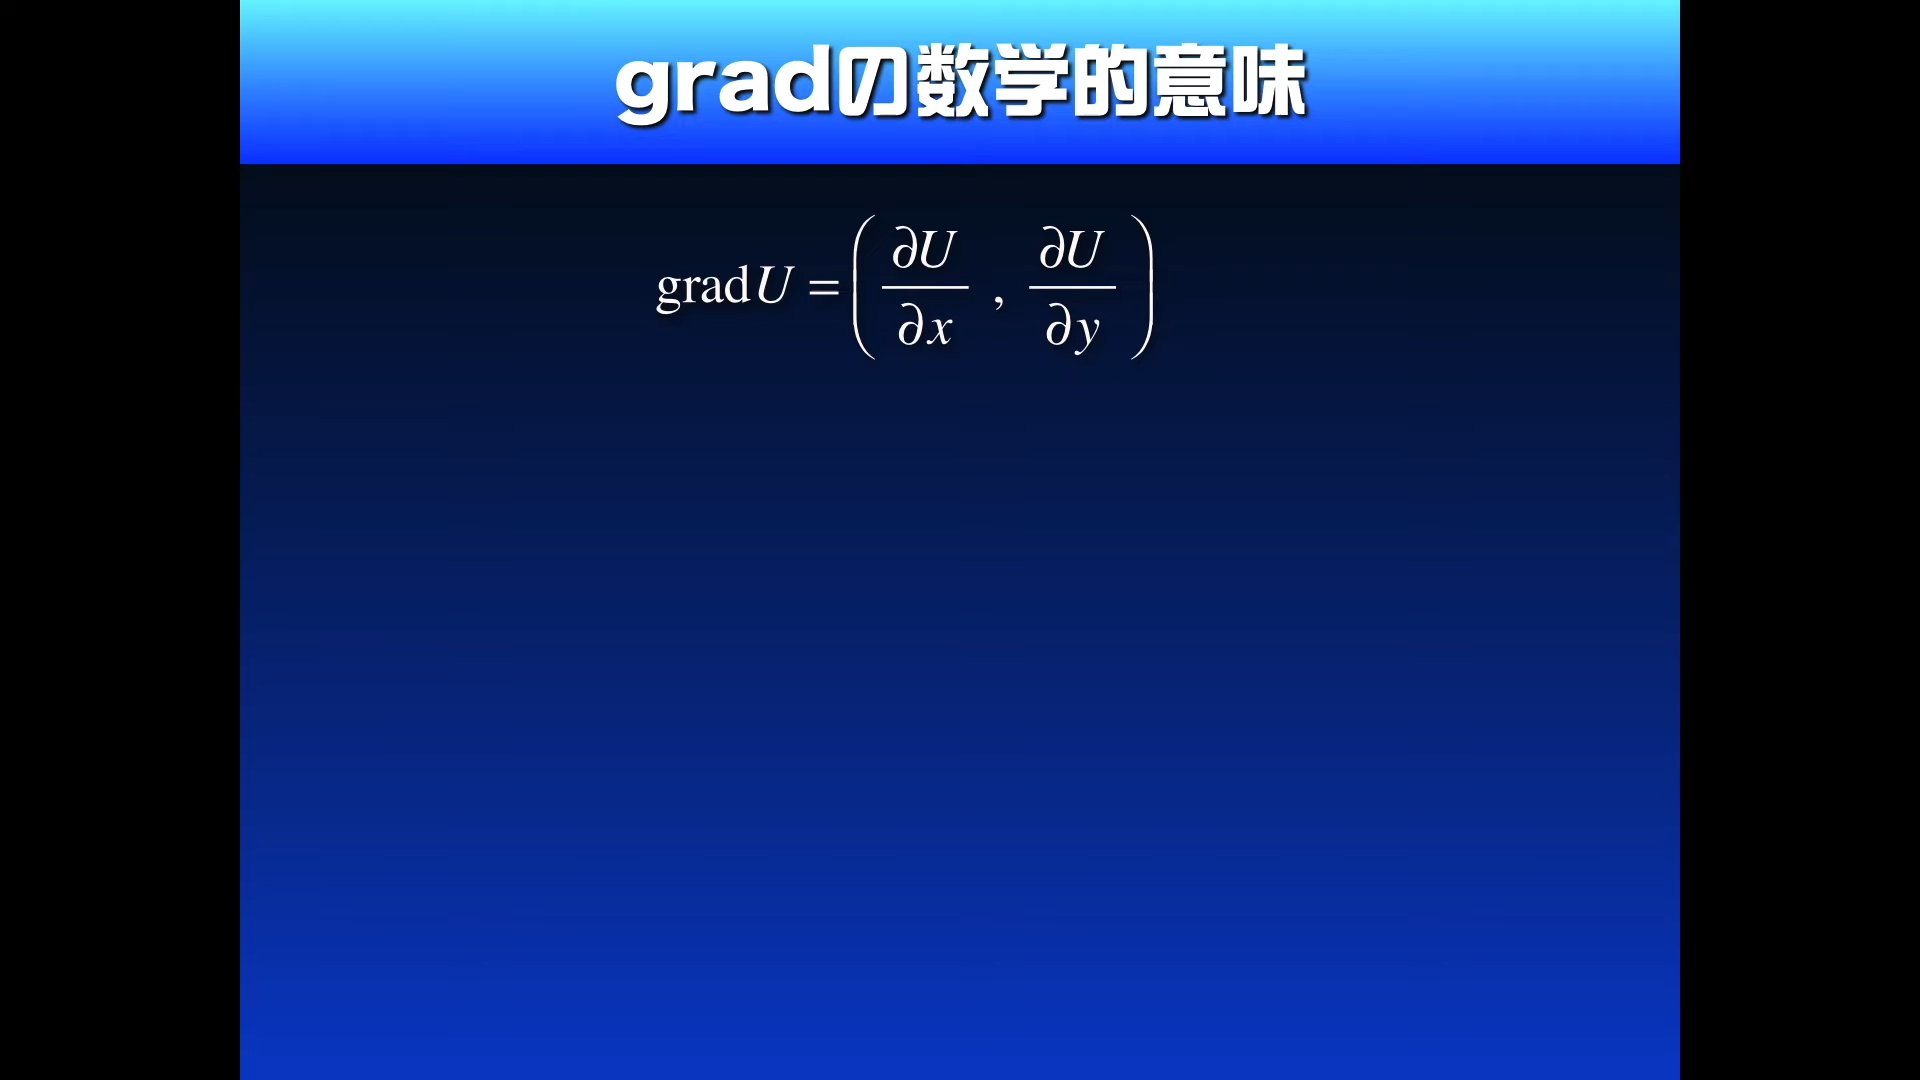 gradの数学的意味
grad U = ( ∂U/∂x , ∂U/∂y )